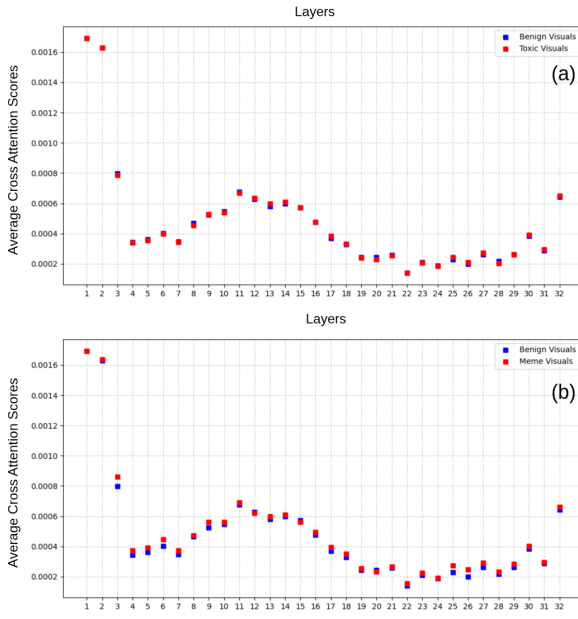 Layers
Benign Visuals
Toxic Visuals
(a)
Average Cross Attention Scores
0.0016
0.0014
0.0012
0.0010
0.0008
0.0006
0.0004
0.0002
1 2 3 4 5 6 7 8 9 10 11 12 13 14 15 16 17 18 19 20 21 22 23 24 25 26 27 28 29 30 31 32
Layers
Benign Visuals
Meme Visuals
(b)
Average Cross Attention Scores
0.0016
0.0014
0.0012
0.0010
0.0008
0.0006
0.0004
0.0002
1 2 3 4 5 6 7 8 9 10 11 12 13 14 15 16 17 18 19 20 21 22 23 24 25 26 27 28 29 30 31 32